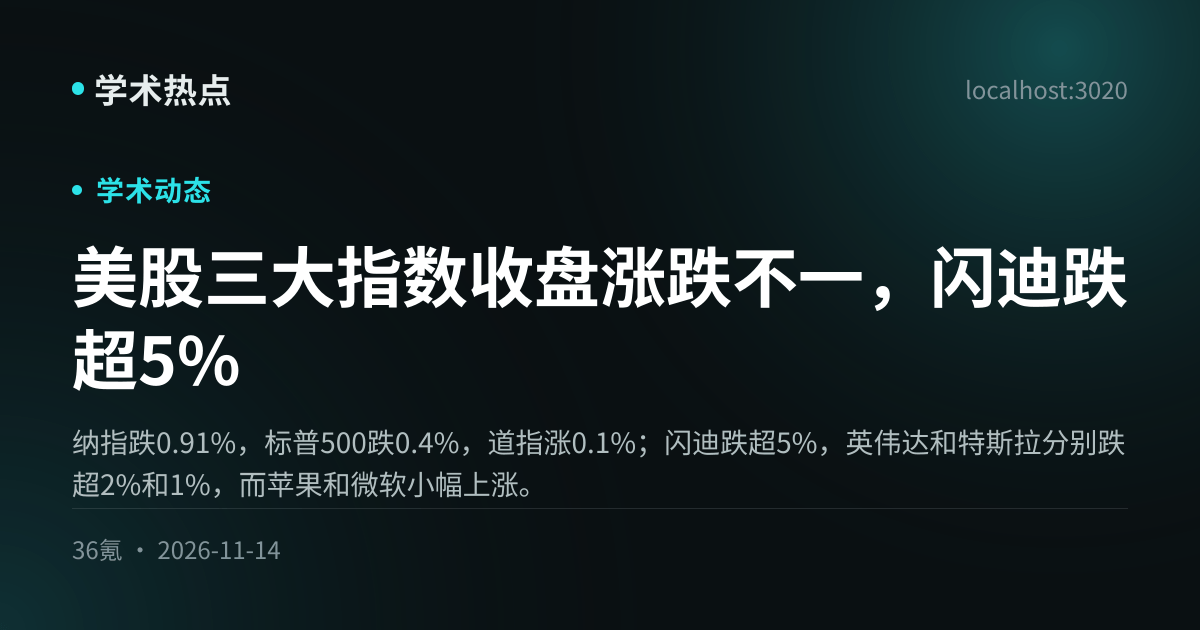 学术热点
localhost:3020
学术动态
美股三大指数收盘涨跌不一，闪迪跌
超5%
纳指跌0.91%，标普500跌0.4%，道指涨0.1%；闪迪跌超5%，英伟达和特斯拉分别跌
超2%和1%，而苹果和微软小幅上涨。
36氪 · 2026-11-14